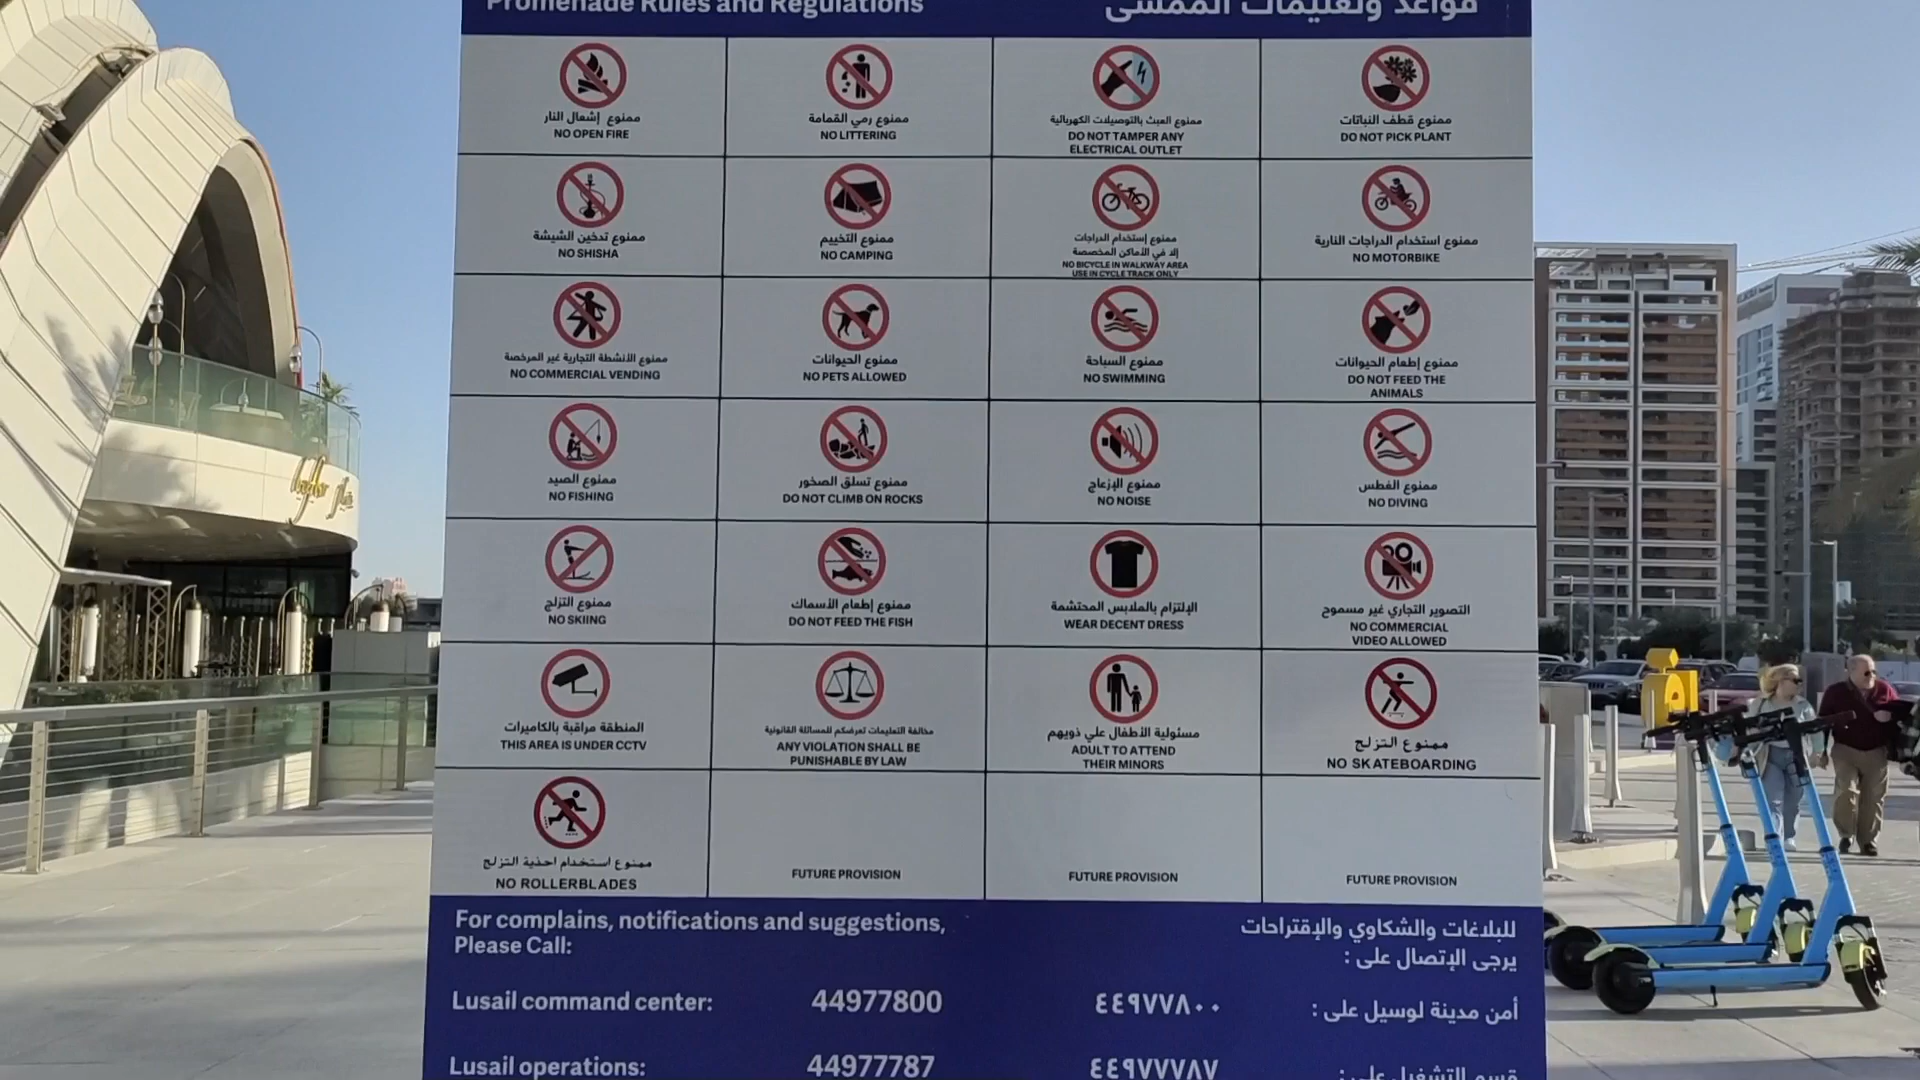 Promenade Rules and Regulations
قواعد وتعليمات الممشى
ممنوع إشعال النار
NO OPEN FIRE
ممنوع رمي القمامة
NO LITTERING
ممنوع العبث بالتوصيلات الكهربائية
DO NOT TAMPER ANY
ELECTRICAL OUTLET
ممنوع قطف النباتات
DO NOT PICK PLANT
ممنوع تدخين الشيشة
NO SHISHA
ممنوع التخييم
NO CAMPING
ممنوع إستخدام الدراجات
إلا في الأماكن المخصصة
NO BICYCLE IN WALKWAY AREA
USE IN CYCLE TRACK ONLY
ممنوع استخدام الدراجات النارية
NO MOTORBIKE
ممنوع الأنشطة التجارية غير المرخصة
NO COMMERCIAL VENDING
ممنوع الحيوانات
NO PETS ALLOWED
ممنوع السباحة
NO SWIMMING
ممنوع إطعام الحيوانات
DO NOT FEED THE
ANIMALS
ممنوع الصيد
NO FISHING
ممنوع تسلق الصخور
DO NOT CLIMB ON ROCKS
ممنوع الإزعاج
NO NOISE
ممنوع الغطس
NO DIVING
ممنوع التزلج
NO SKIING
ممنوع إطعام الأسماك
DO NOT FEED THE FISH
الإلتزام بالملابس المحتشمة
WEAR DECENT DRESS
التصوير التجاري غير مسموح
NO COMMERCIAL
VIDEO ALLOWED
المنطقة مراقبة بالكاميرات
THIS AREA IS UNDER CCTV
مخالفة التعليمات تعرضكم للمسائلة القانونية
ANY VIOLATION SHALL BE
PUNISHABLE BY LAW
مسئولية الأطفال علي ذويهم
ADULT TO ATTEND
THEIR MINORS
ممنوع التزلج
NO SKATEBOARDING
ممنوع استخدام احذية التزلج
NO ROLLERBLADES
FUTURE PROVISION
FUTURE PROVISION
FUTURE PROVISION
For complains, notifications and suggestions,
Please Call:
للبلاغات والشكاوي والإقتراحات
يرجى الإتصال على :
Lusail command center: 44977800
أمن مدينة لوسيل على : ٤٤٩٧٧٨٠٠
Lusail operations: 44977787
قسم التشغيل على : ٤٤٩٧٧٧٨٧